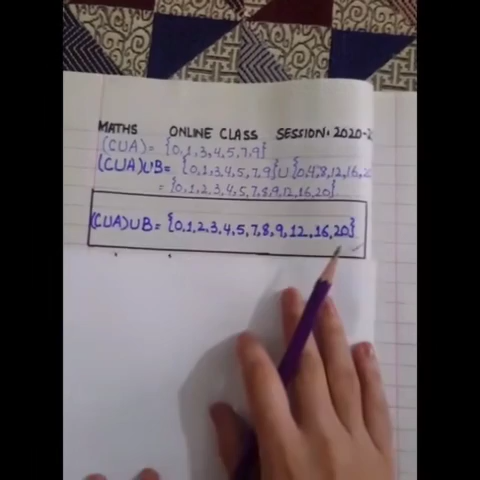 MATHS ONLINE CLASS SESSION: 2020-2
(CUA)= {0,1,3,4,5,7,9}
(CUA)UB= {0,1,3,4,5,7,9}U{0,4,8,12,16,20
= {0,1,2,3,4,5,7,8,9,12,16,20}
(CUA)UB= {0,1,2,3,4,5,7,8,9,12,16,20}